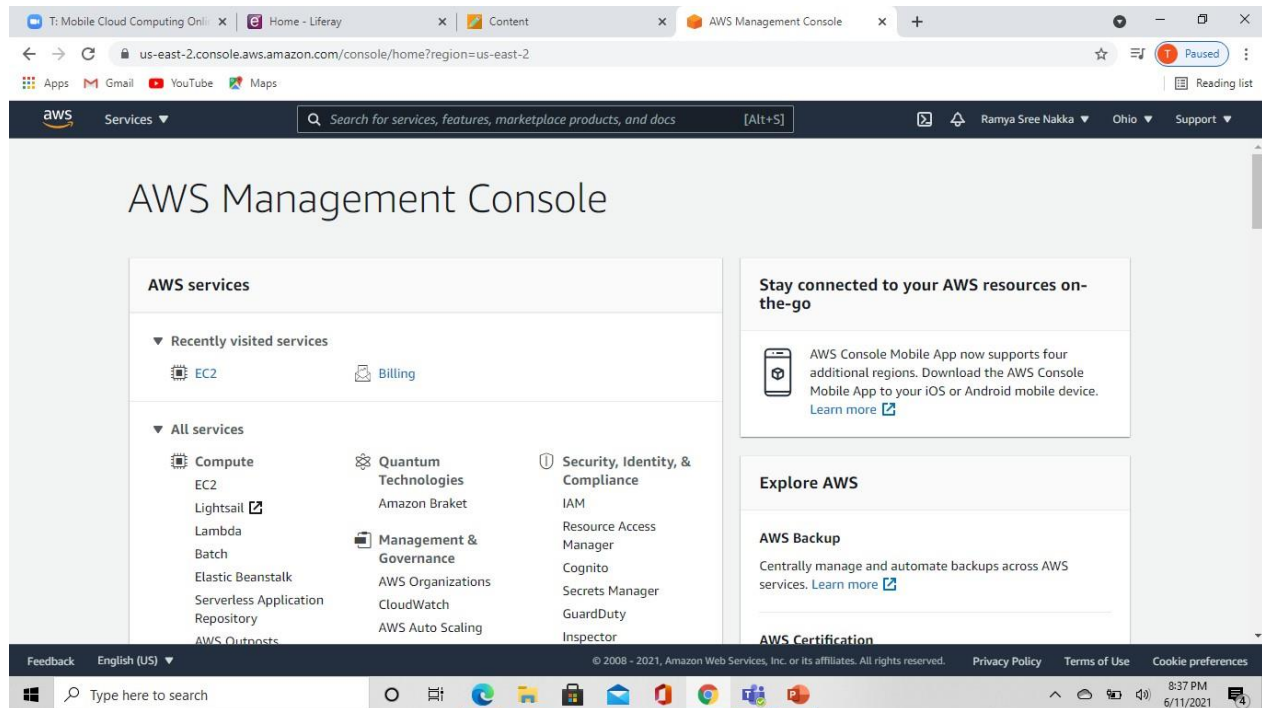 T: Mobile Cloud Computing Onli
Home - Liferay
Content
AWS Management Console
us-east-2.console.aws.amazon.com/console/home?region=us-east-2
T Paused
Apps Gmail YouTube Maps Reading list
aws Services ▼ Search for services, features, marketplace products, and docs [Alt+S] Ramya Sree Nakka ▼ Ohio ▼ Support ▼
AWS Management Console
AWS services
▼ Recently visited services
EC2
Billing
▼ All services
Compute
EC2
Lightsail
Lambda
Batch
Elastic Beanstalk
Serverless Application
Repository
AWS Outposts
Quantum
Technologies
Amazon Braket
Management &
Governance
AWS Organizations
CloudWatch
AWS Auto Scaling
Security, Identity, &
Compliance
IAM
Resource Access
Manager
Cognito
Secrets Manager
GuardDuty
Inspector
Stay connected to your AWS resources on-
the-go
AWS Console Mobile App now supports four
additional regions. Download the AWS Console
Mobile App to your iOS or Android mobile device.
Learn more
Explore AWS
AWS Backup
Centrally manage and automate backups across AWS
services. Learn more
AWS Certification
Feedback English (US) ▼ © 2008 - 2021, Amazon Web Services, Inc. or its affiliates. All rights reserved. Privacy Policy Terms of Use Cookie preferences
Type here to search
8:37 PM
6/11/2021
4